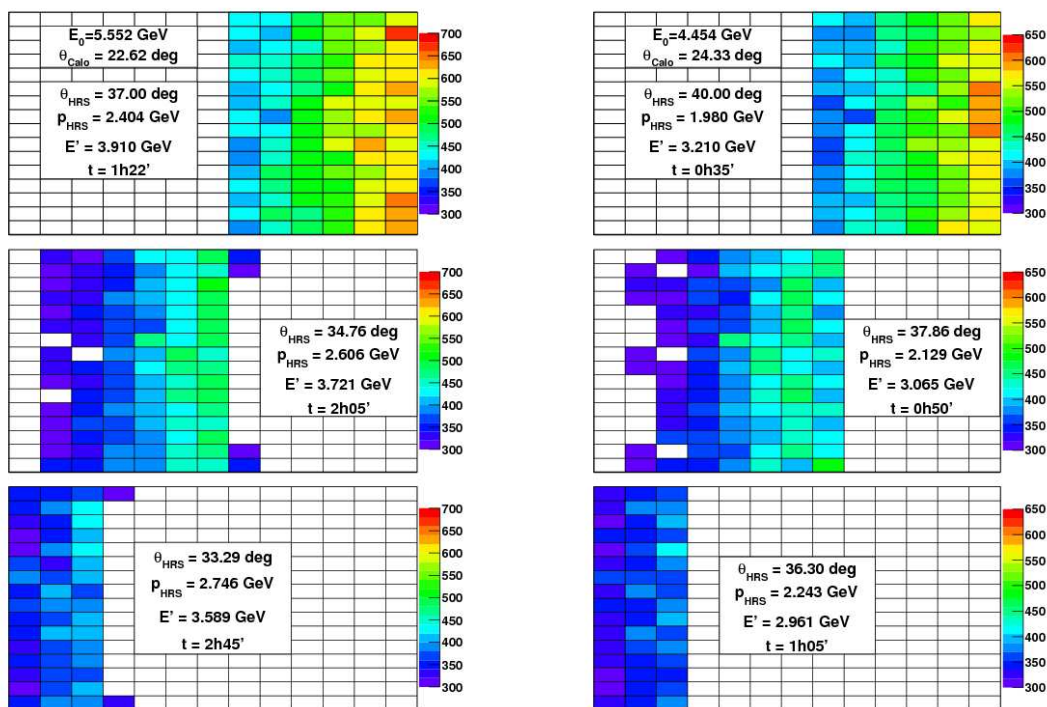 E0=5.552 GeV
θCalo = 22.62 deg
θHRS = 37.00 deg
pHRS = 2.404 GeV
E' = 3.910 GeV
t = 1h22'
700
650
600
550
500
450
400
350
300
E0=4.454 GeV
θCalo = 24.33 deg
θHRS = 40.00 deg
pHRS = 1.980 GeV
E' = 3.210 GeV
t = 0h35'
650
600
550
500
450
400
350
300
θHRS = 34.76 deg
pHRS = 2.606 GeV
E' = 3.721 GeV
t = 2h05'
700
650
600
550
500
450
400
350
300
θHRS = 37.86 deg
pHRS = 2.129 GeV
E' = 3.065 GeV
t = 0h50'
650
600
550
500
450
400
350
300
θHRS = 33.29 deg
pHRS = 2.746 GeV
E' = 3.589 GeV
t = 2h45'
700
650
600
550
500
450
400
350
300
θHRS = 36.30 deg
pHRS = 2.243 GeV
E' = 2.961 GeV
t = 1h05'
650
600
550
500
450
400
350
300